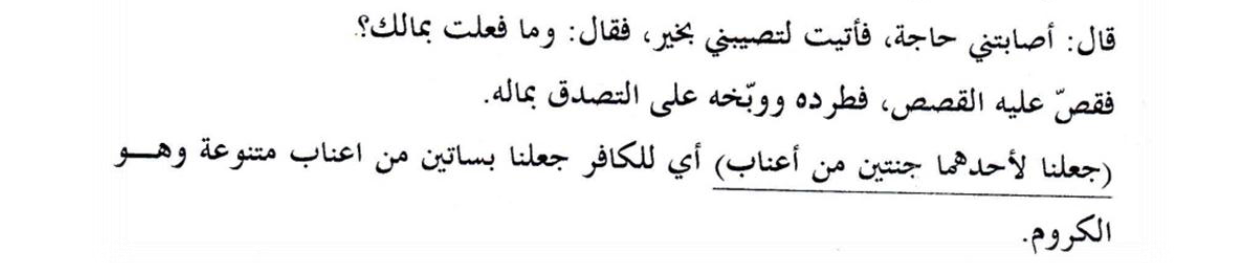 قال: أصابتني حاجة، فأتيت لتصيبني بخير، فقال: وما فعلت بمالك؟
فقصّ عليه القصص، فطرده ووبّخه على التصدق بماله.
(جعلنا لأحدهما جنتين من أعناب) أي للكافر جعلنا بساتين من اعناب متنوعة وهـو
الكروم.